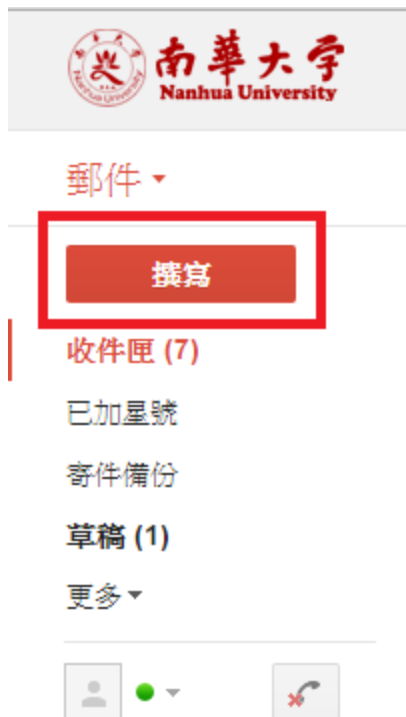 南華大學
Nanhua University
郵件
撰寫
收件匣 (7)
已加星號
寄件備份
草稿 (1)
更多